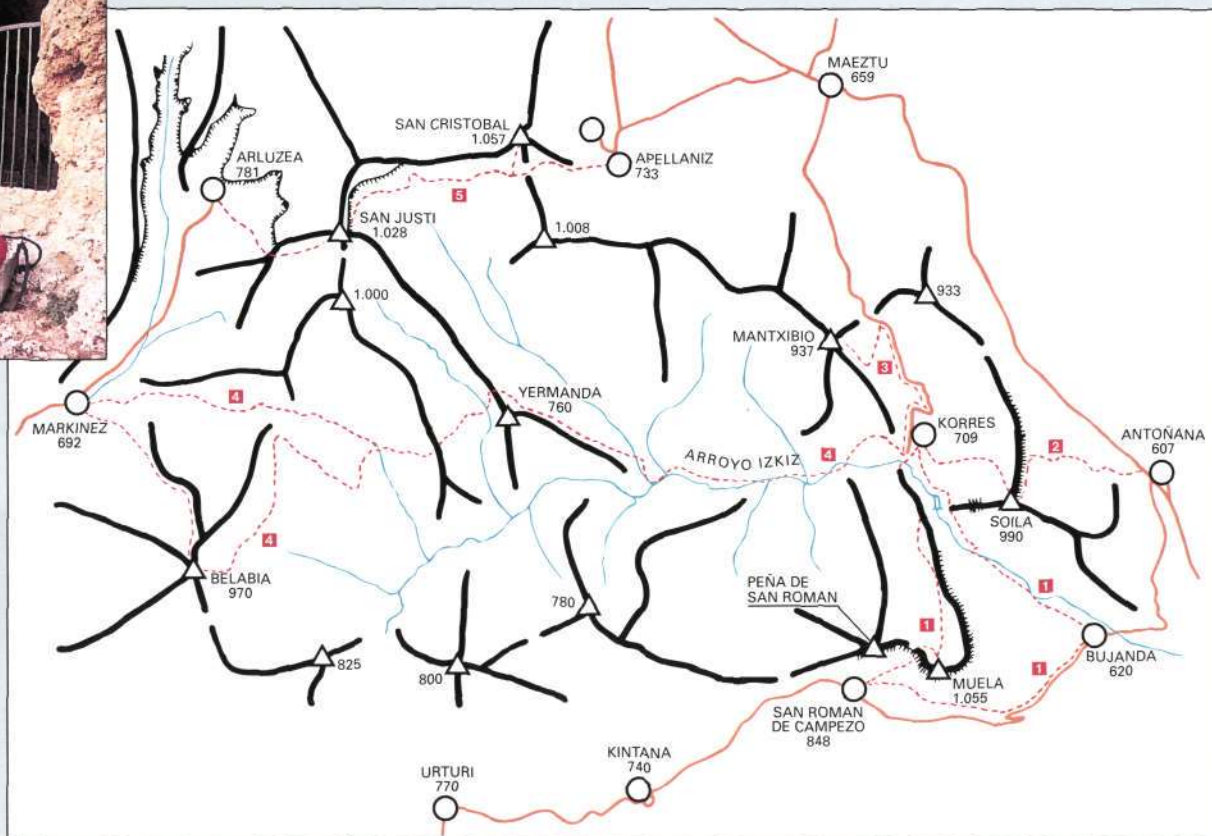 MAEZTU
659
SAN CRISTOBAL
1.057
ARLUZEA
781
APELLANIZ
733
5
SAN JUSTI
1.028
1.008
1.000
933
MANTXIBIO
937
3
4
YERMANDA
760
MARKINEZ
692
KORRES
709
ANTOÑANA
607
2
ARROYO IZKIZ
4
SOILA
990
4
BELABIA
970
780
PEÑA DE
SAN ROMAN
1
1
825
800
MUELA
1.055
1
BUJANDA
620
SAN ROMAN
DE CAMPEZO
848
KINTANA
740
URTURI
770